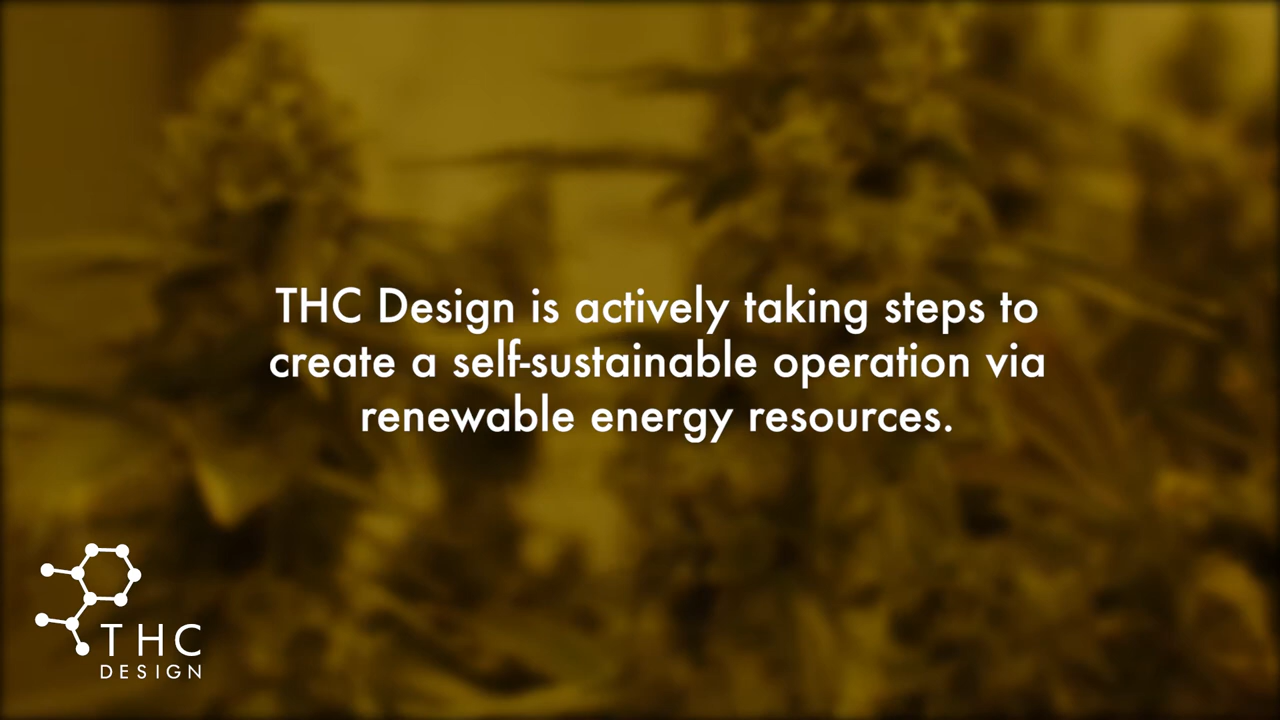 THC Design is actively taking steps to
create a self-sustainable operation via
renewable energy resources.
THC
DESIGN